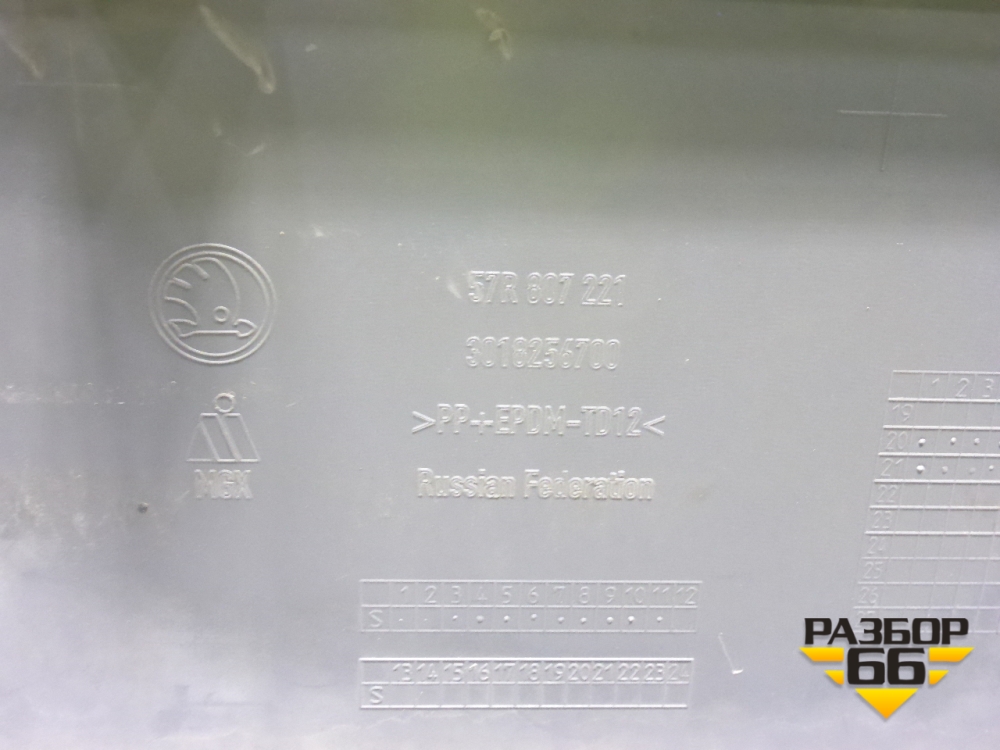 57R 807 221
3018256700
>PP+EPDM-TD12<
MGK
Russian Federation
1 2 3
19
20
21
22
23
24
25
26
1 2 3 4 5 6 7 8 9 10 11 12
S
13 14 15 16 17 18 19 20 21 22 23 24
S
РАЗБОР
66